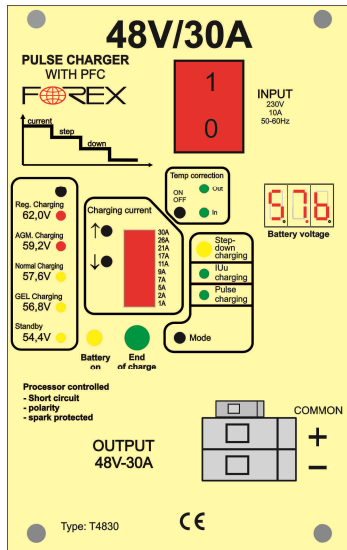 48V/30A
PULSE CHARGER
WITH PFC
FOREX
current
step
down
1
0
INPUT
230V
10A
50-60Hz
Temp correction
ON
OFF
Out
In
Reg. Charging
62,0V
AGM. Charging
59,2V
Normal Charging
57,6V
GEL Charging
56,8V
Standby
54,4V
Charging current
↑
↓
30A
26A
21A
17A
11A
9A
7A
5A
2A
1A
Step-
down
charging
IUu
charging
Pulse
charging
Mode
57.6
Battery voltage
Battery
on
End
of charge
Processor controlled
- Short circuit
- polarity
- spark protected
COMMON
+
–
OUTPUT
48V-30A
Type: T4830
CE